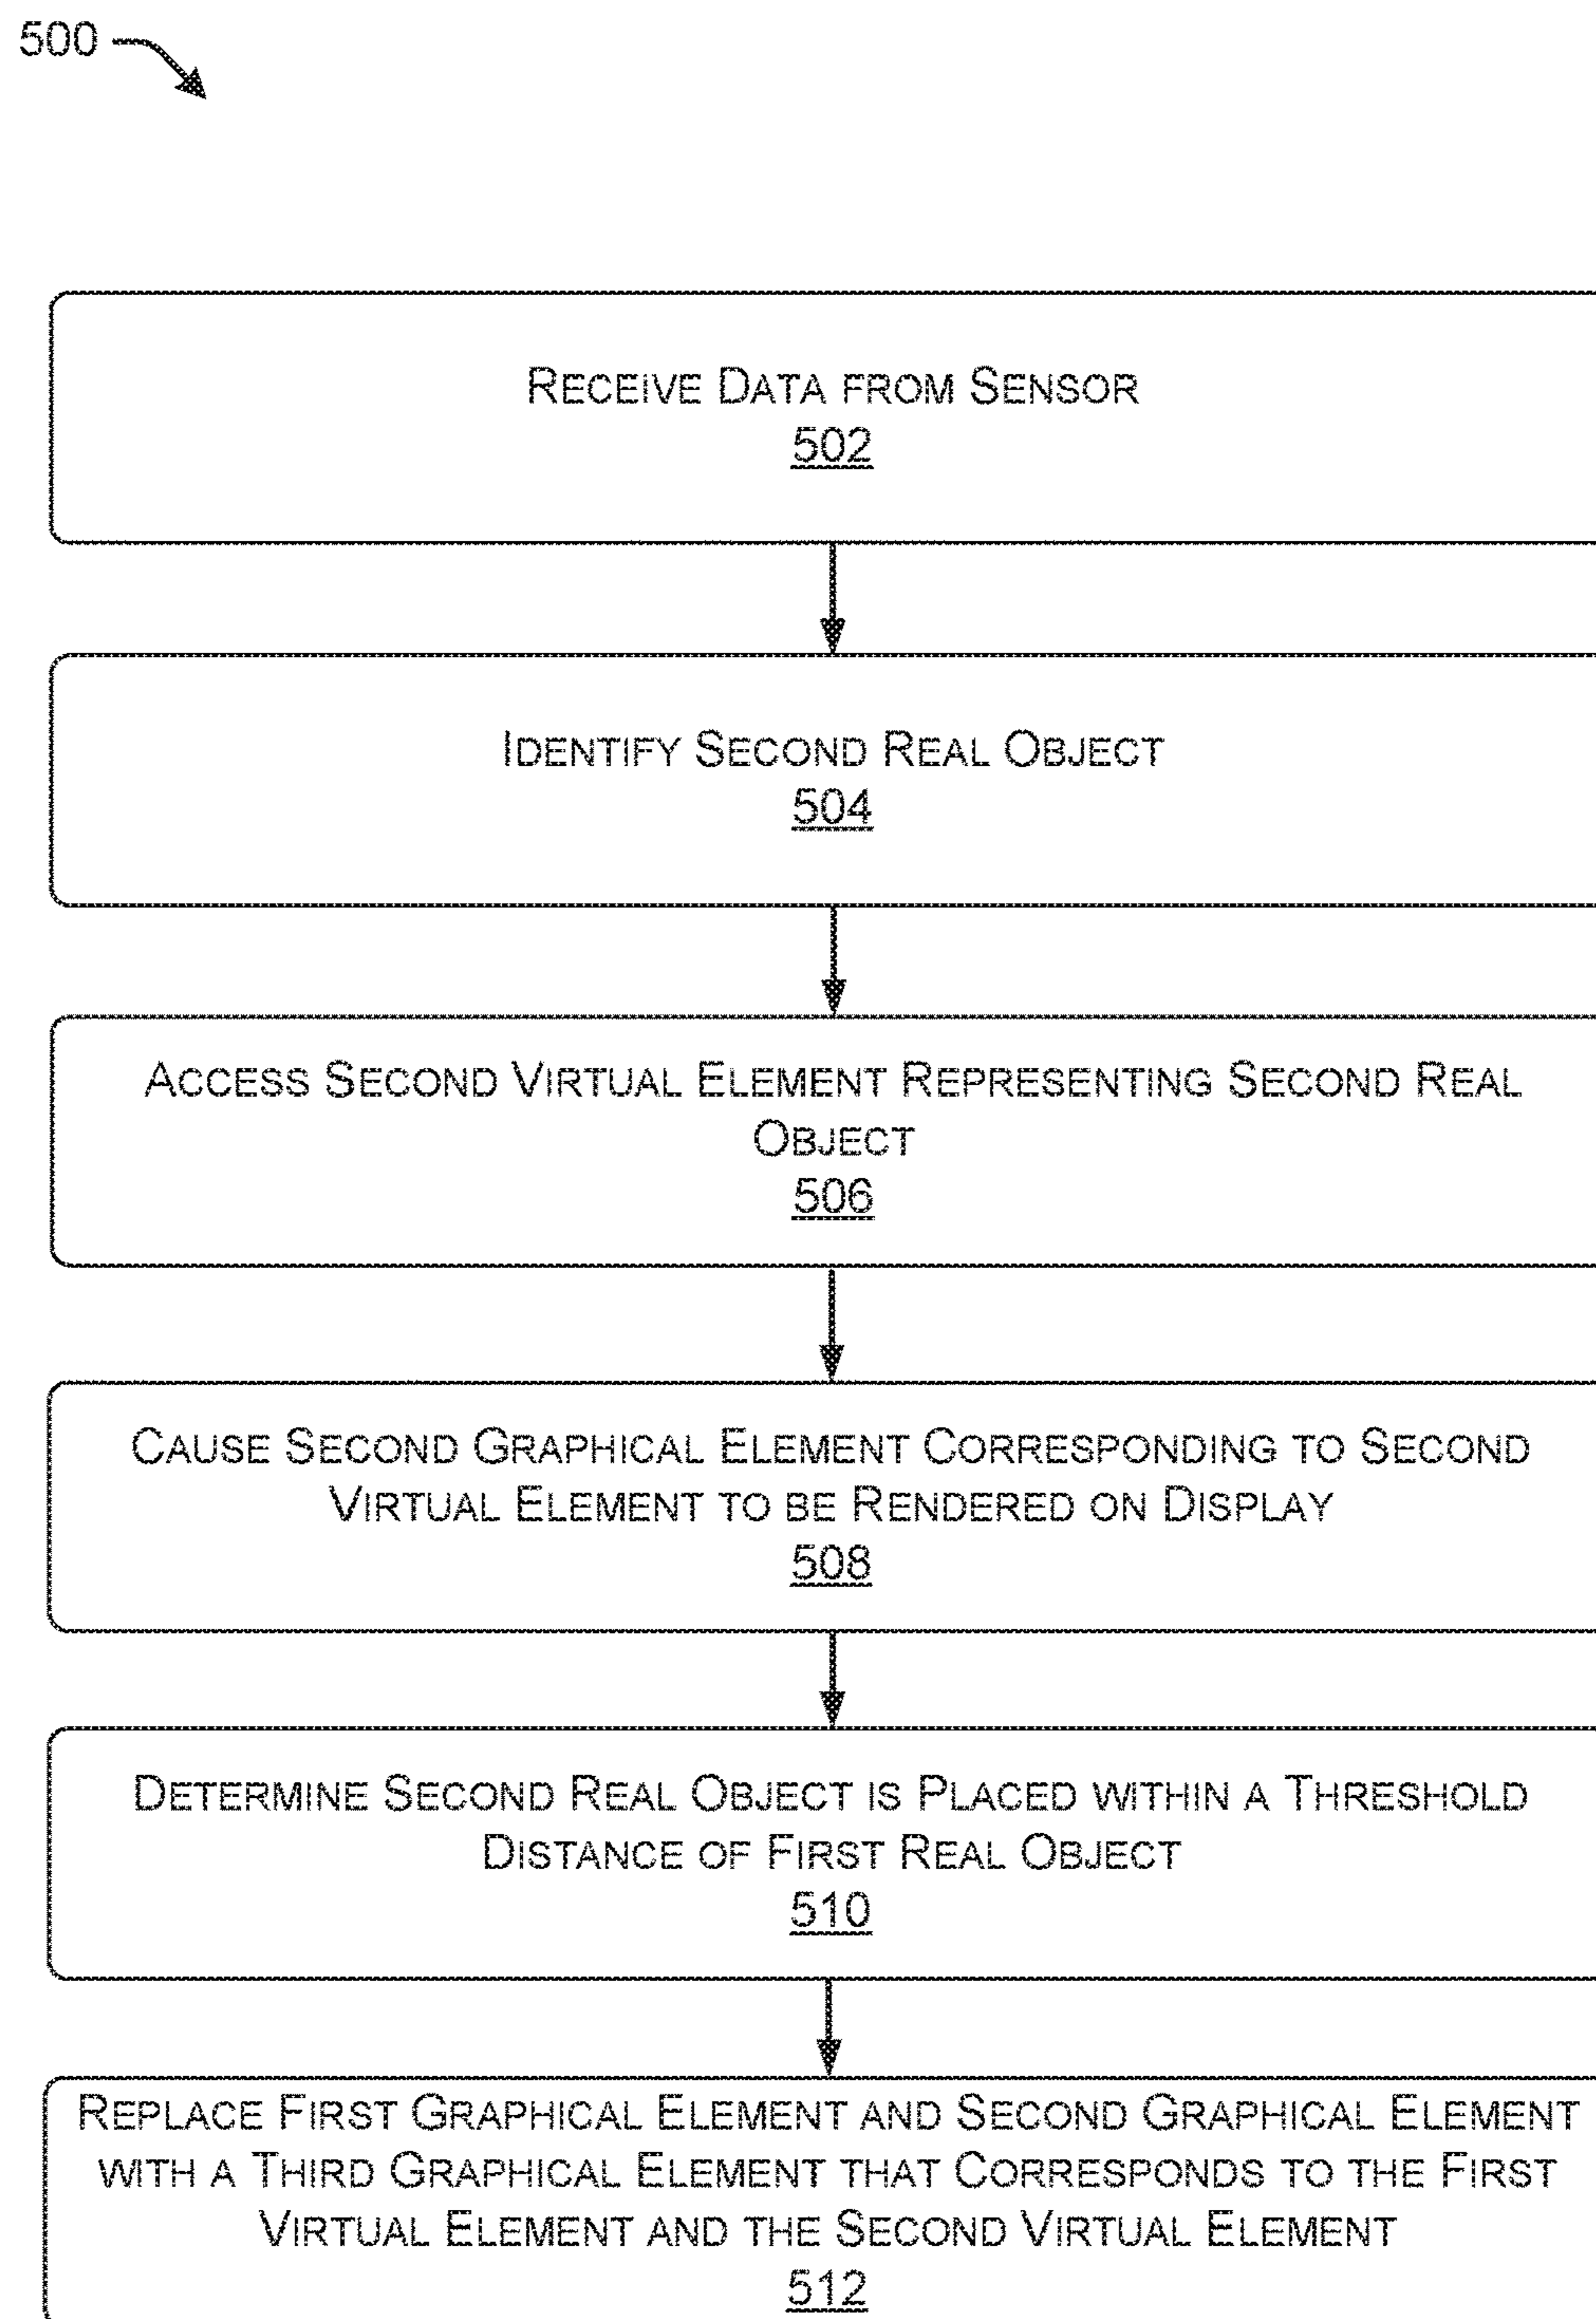 500
RECEIVE DATA FROM SENSOR
502
IDENTIFY SECOND REAL OBJECT
504
ACCESS SECOND VIRTUAL ELEMENT REPRESENTING SECOND REAL
OBJECT
506
CAUSE SECOND GRAPHICAL ELEMENT CORRESPONDING TO SECOND
VIRTUAL ELEMENT TO BE RENDERED ON DISPLAY
508
DETERMINE SECOND REAL OBJECT IS PLACED WITHIN A THRESHOLD
DISTANCE OF FIRST REAL OBJECT
510
REPLACE FIRST GRAPHICAL ELEMENT AND SECOND GRAPHICAL ELEMENT
WITH A THIRD GRAPHICAL ELEMENT THAT CORRESPONDS TO THE FIRST
VIRTUAL ELEMENT AND THE SECOND VIRTUAL ELEMENT
512